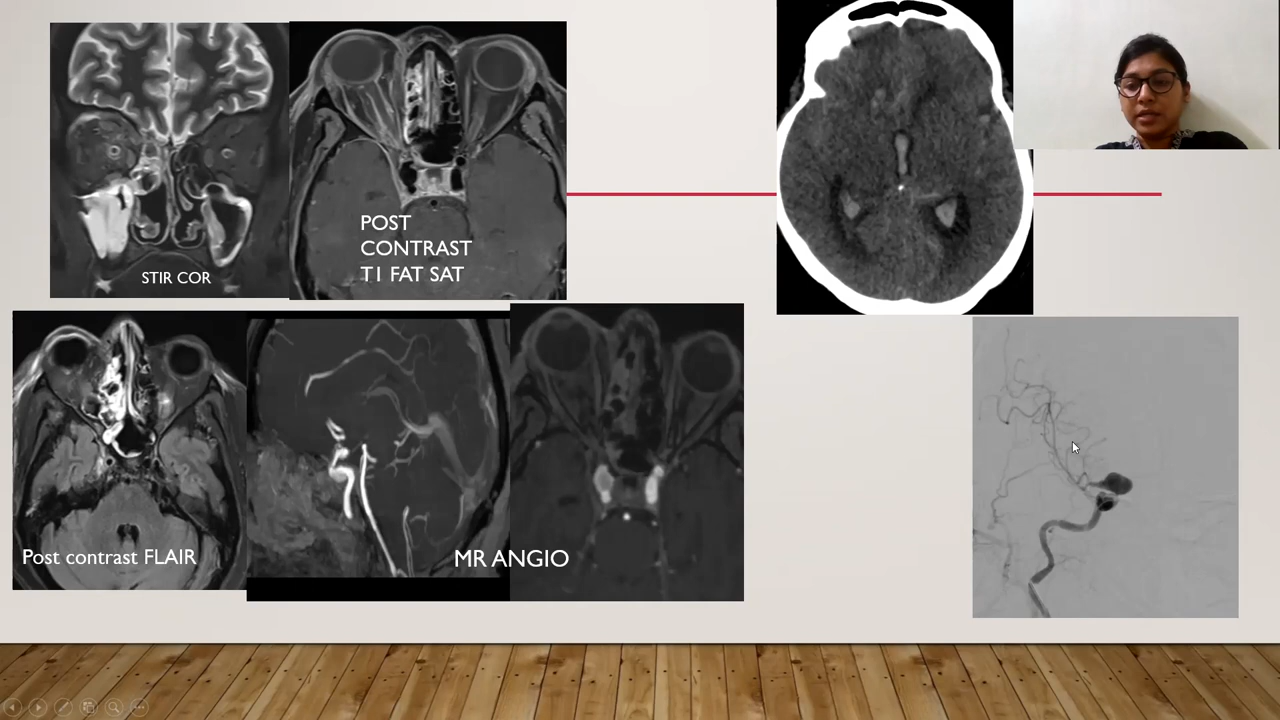 STIR COR
POST
CONTRAST
T1 FAT SAT
Post contrast FLAIR
MR ANGIO